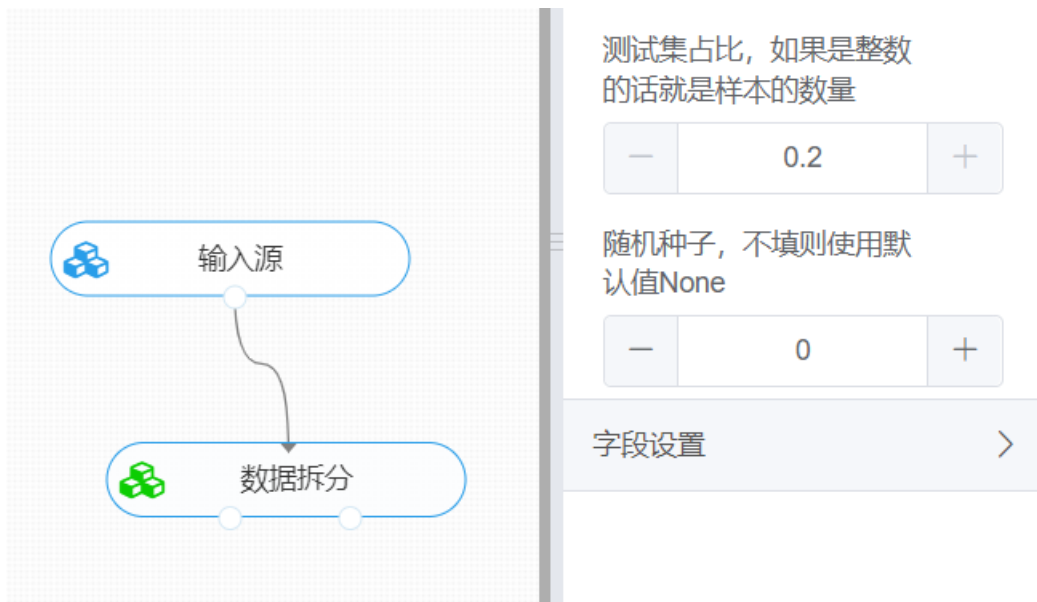 输入源
数据拆分
测试集占比，如果是整数
的话就是样本的数量
0.2
随机种子，不填则使用默
认值None
0
字段设置